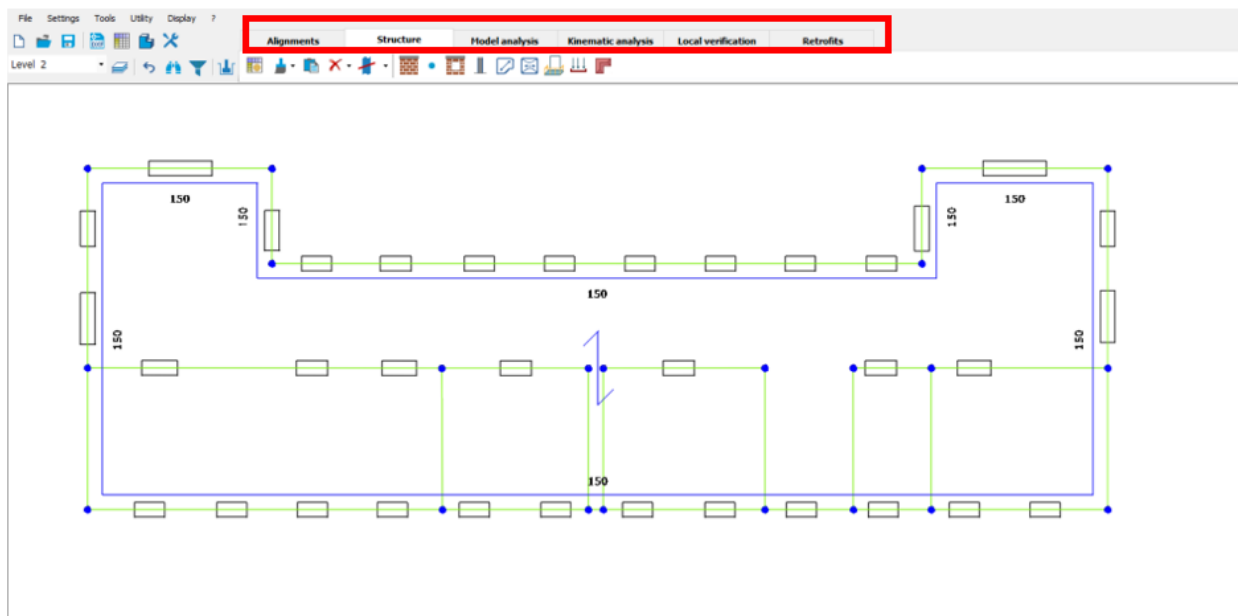 File Settings Tools Utility Display ?
Alignments Structure Model analysis Kinematic analysis Local verification Retrofits
Level 2
150 150 150 150
150
150 150
150